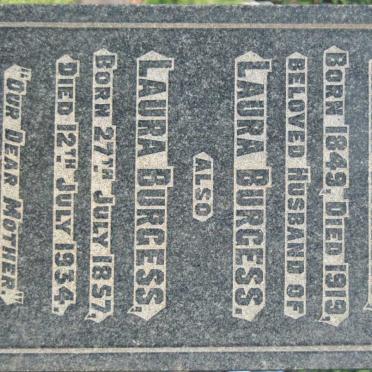 BORN 1849, DIED 1919,
BELOVED HUSBAND OF
LAURA BURGESS,
ALSO
LAURA BURGESS,
BORN 27TH JULY 1857,
DIED 12TH JULY 1934.
"OUR DEAR MOTHER"